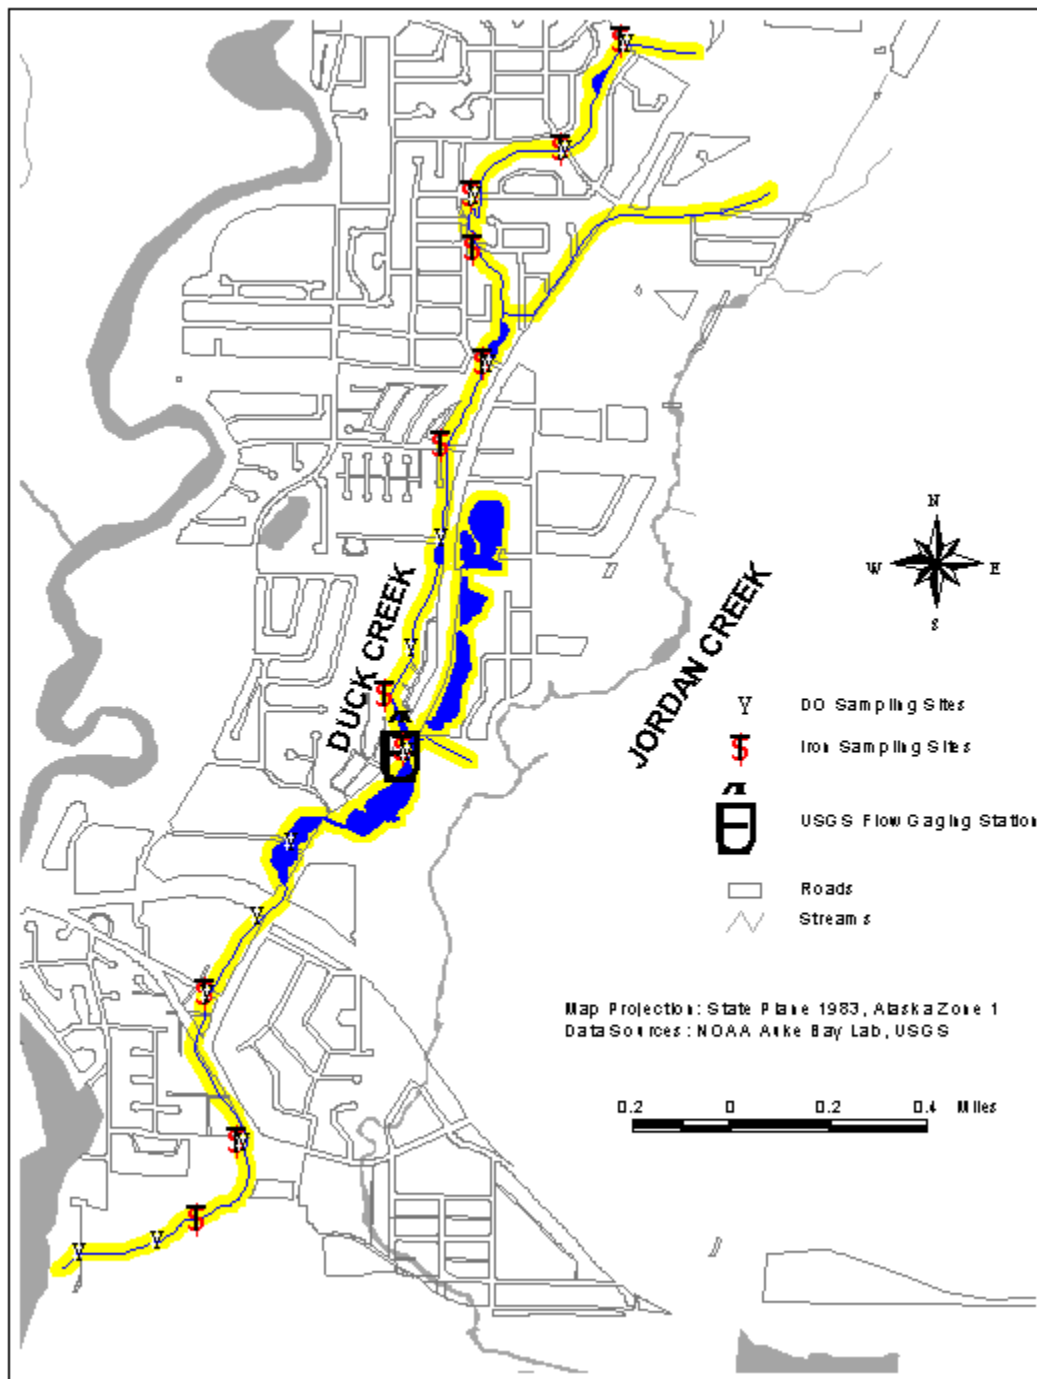 N
W E
S
DUCK CREEK
JORDAN CREEK
DO Sampling Sites
Iron Sampling Sites
USGS Flow Gaging Station
Roads
Streams
Map Projection: State Plane 1983, Alaska Zone 1
Data Sources: NOAA Auke Bay Lab, USGS
0.2 0 0.2 0.4 Miles